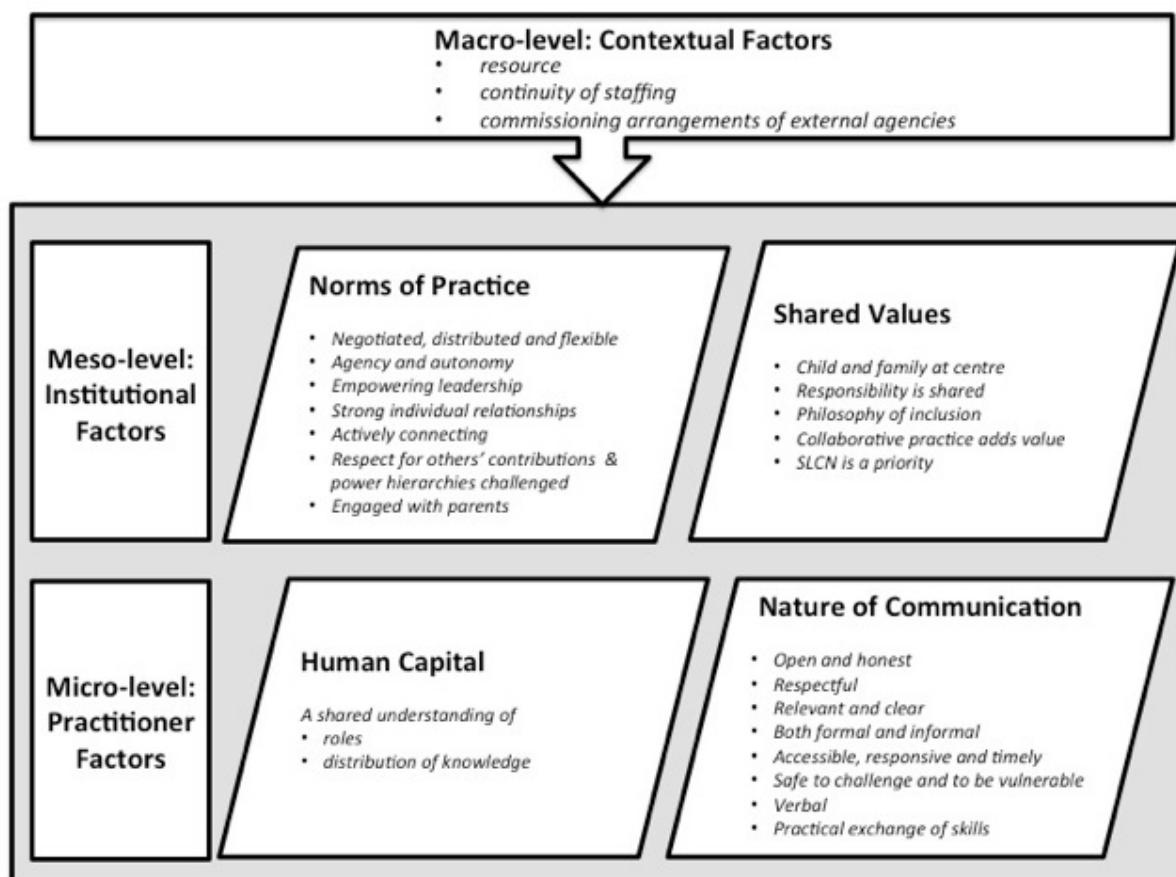 Macro-level: Contextual Factors
• resource
• continuity of staffing
• commissioning arrangements of external agencies
Meso-level:
Institutional
Factors
Norms of Practice
• Negotiated, distributed and flexible
• Agency and autonomy
• Empowering leadership
• Strong individual relationships
• Actively connecting
• Respect for others' contributions &
power hierarchies challenged
• Engaged with parents
Shared Values
• Child and family at centre
• Responsibility is shared
• Philosophy of inclusion
• Collaborative practice adds value
• SLCN is a priority
Micro-level:
Practitioner
Factors
Human Capital
A shared understanding of
• roles
• distribution of knowledge
Nature of Communication
• Open and honest
• Respectful
• Relevant and clear
• Both formal and informal
• Accessible, responsive and timely
• Safe to challenge and to be vulnerable
• Verbal
• Practical exchange of skills